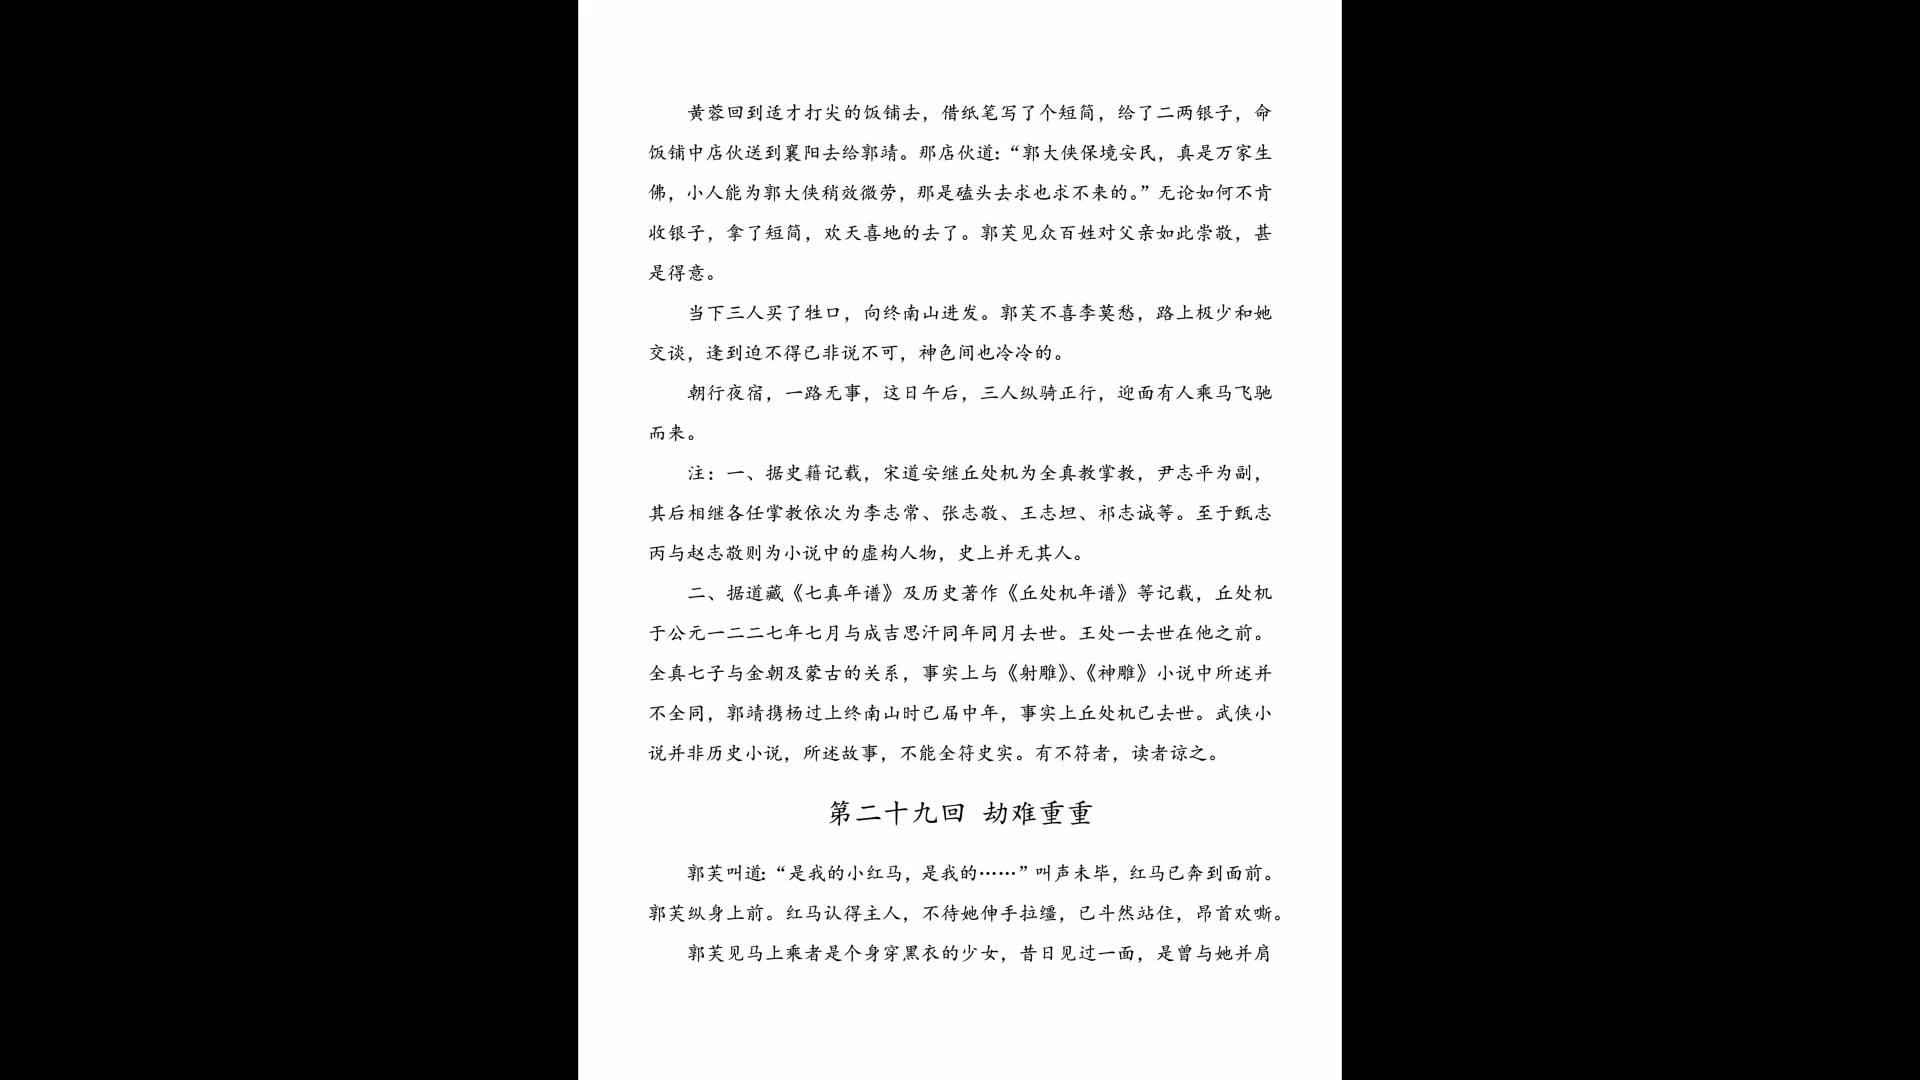 黄蓉回到适才打尖的饭铺去，借纸笔写了个短简，给了二两银子，命
饭铺中店伙送到襄阳去给郭靖。那店伙道：“郭大侠保境安民，真是万家生
佛，小人能为郭大侠稍效微劳，那是磕头去求也求不来的。”无论如何不肯
收银子，拿了短简，欢天喜地的去了。郭芙见众百姓对父亲如此崇敬，甚
是得意。
当下三人买了牲口，向终南山进发。郭芙不喜李莫愁，路上极少和她
交谈，逢到迫不得已非说不可，神色间也冷冷的。
朝行夜宿，一路无事，这日午后，三人纵骑正行，迎面有人乘马飞驰
而来。
注：一、据史籍记载，宋道安继丘处机为全真教掌教，尹志平为副，
其后相继各任掌教依次为李志常、张志敬、王志坦、祁志诚等。至于甄志
丙与赵志敬则为小说中的虚构人物，史上并无其人。
二、据道藏《七真年谱》及历史著作《丘处机年谱》等记载，丘处机
于公元一二二七年七月与成吉思汗同年同月去世。王处一去世在他之前。
全真七子与金朝及蒙古的关系，事实上与《射雕》、《神雕》小说中所述并
不全同，郭靖携杨过上终南山时已届中年，事实上丘处机已去世。武侠小
说并非历史小说，所述故事，不能全符史实。有不符者，读者谅之。
第二十九回 劫难重重
郭芙叫道：“是我的小红马，是我的……”叫声未毕，红马已奔到面前。
郭芙纵身上前。红马认得主人，不待她伸手拉缰，已斗然站住，昂首欢嘶。
郭芙见马上乘者是个身穿黑衣的少女，昔日见过一面，是曾与她并肩